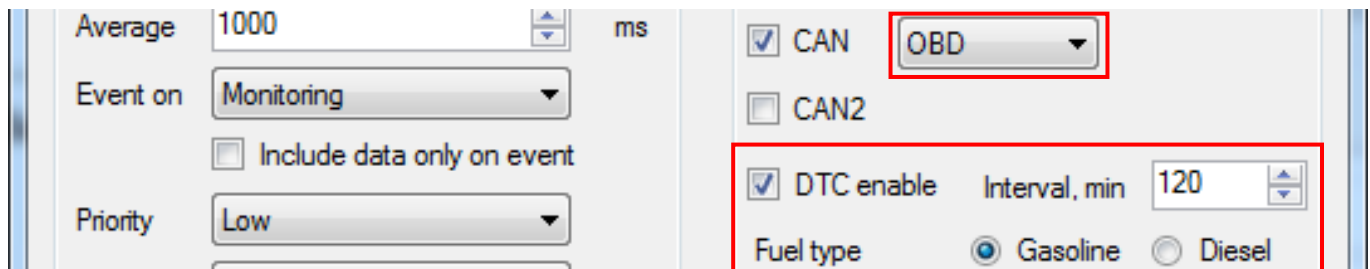 Average 1000 ms
Event on Monitoring
Include data only on event
Priority Low
CAN OBD
CAN2
DTC enable Interval, min 120
Fuel type Gasoline Diesel